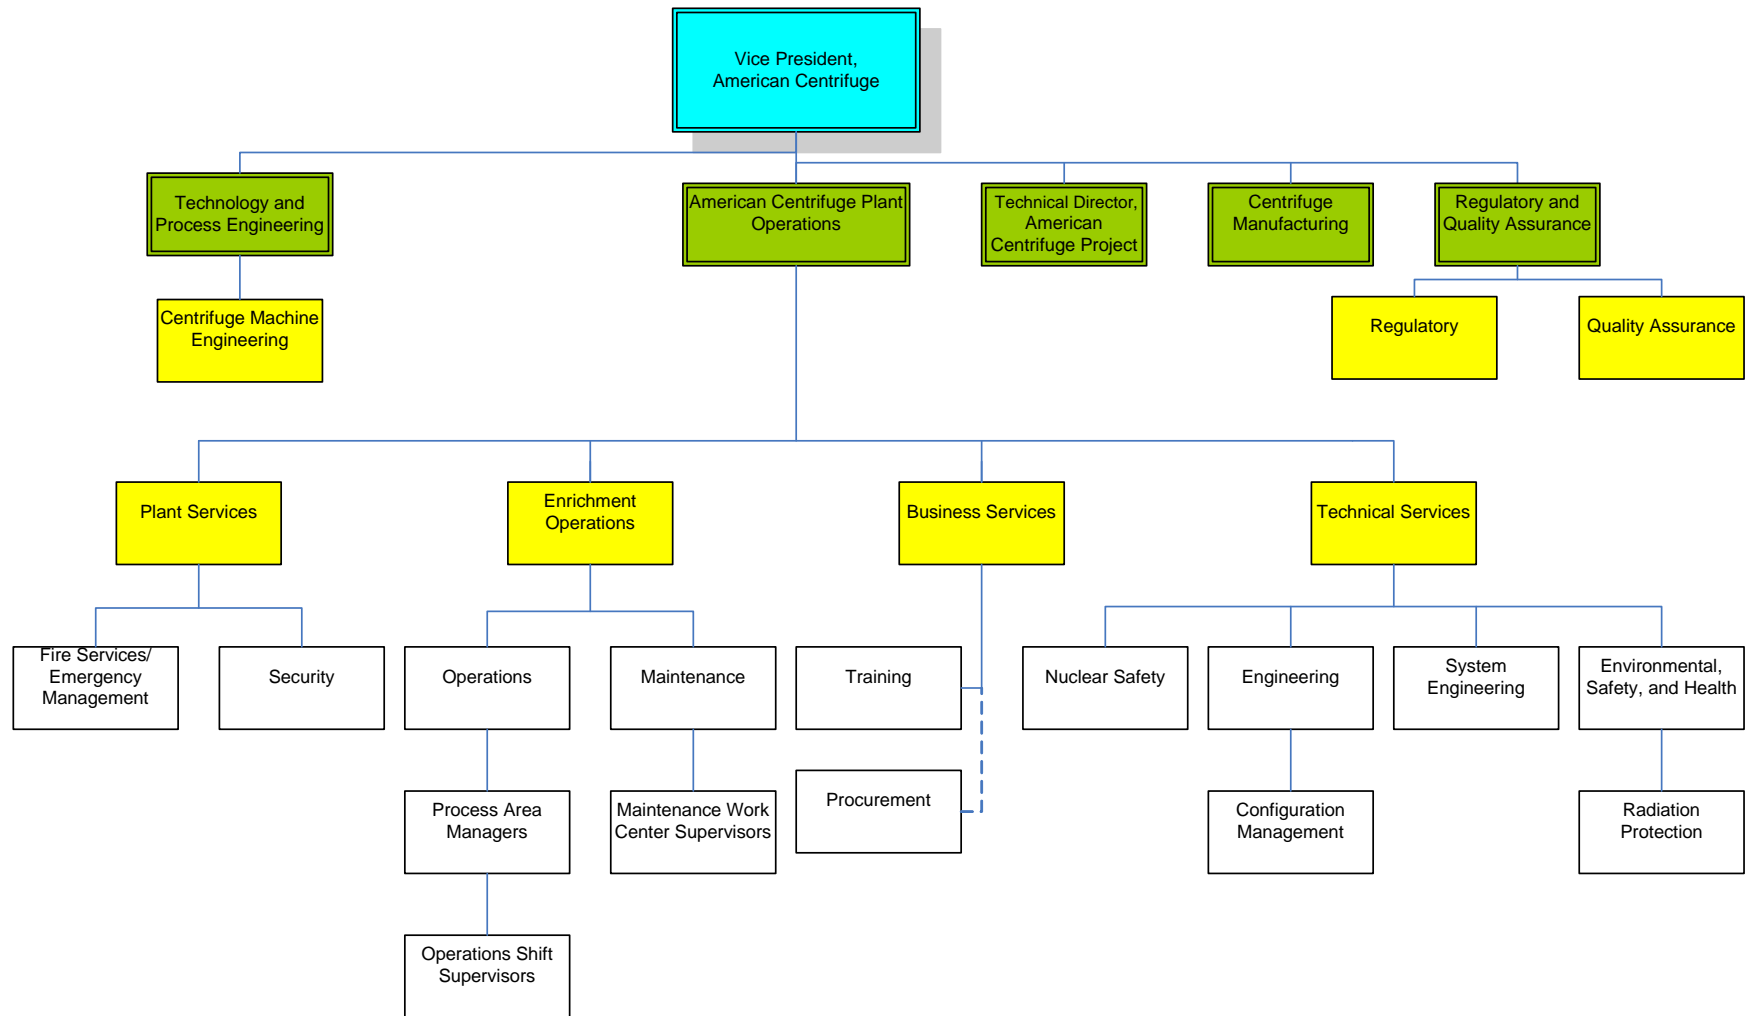 Vice President,
American Centrifuge
Technology and
Process Engineering
American Centrifuge Plant
Operations
Technical Director,
American
Centrifuge Project
Centrifuge
Manufacturing
Regulatory and
Quality Assurance
Centrifuge Machine
Engineering
Regulatory
Quality Assurance
Plant Services
Enrichment
Operations
Business Services
Technical Services
Fire Services/
Emergency
Management
Security
Operations
Maintenance
Training
Nuclear Safety
Engineering
System
Engineering
Environmental,
Safety, and Health
Process Area
Managers
Maintenance Work
Center Supervisors
Procurement
Configuration
Management
Radiation
Protection
Operations Shift
Supervisors